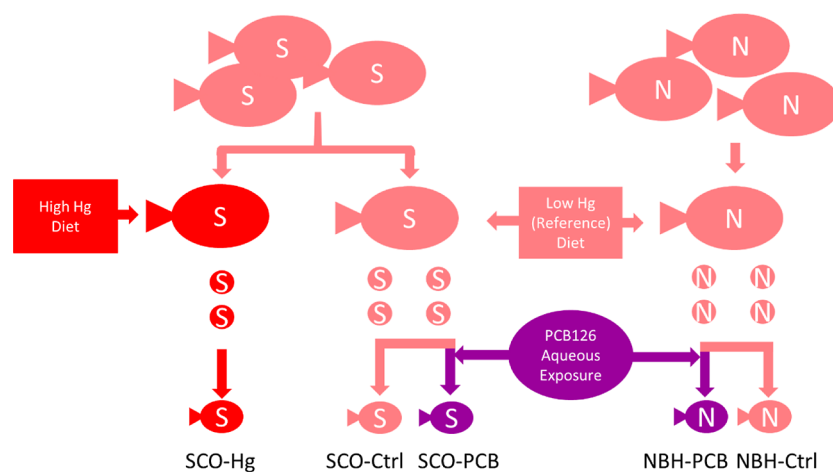 S
N
S
N
S
N
High Hg
Diet
S
S
Low Hg
(Reference)
Diet
N
S
S
S
N
N
S
S
S
N
N
PCB126
Aqueous
Exposure
S
S
S
N
N
SCO-Hg
SCO-Ctrl
SCO-PCB
NBH-PCB
NBH-Ctrl